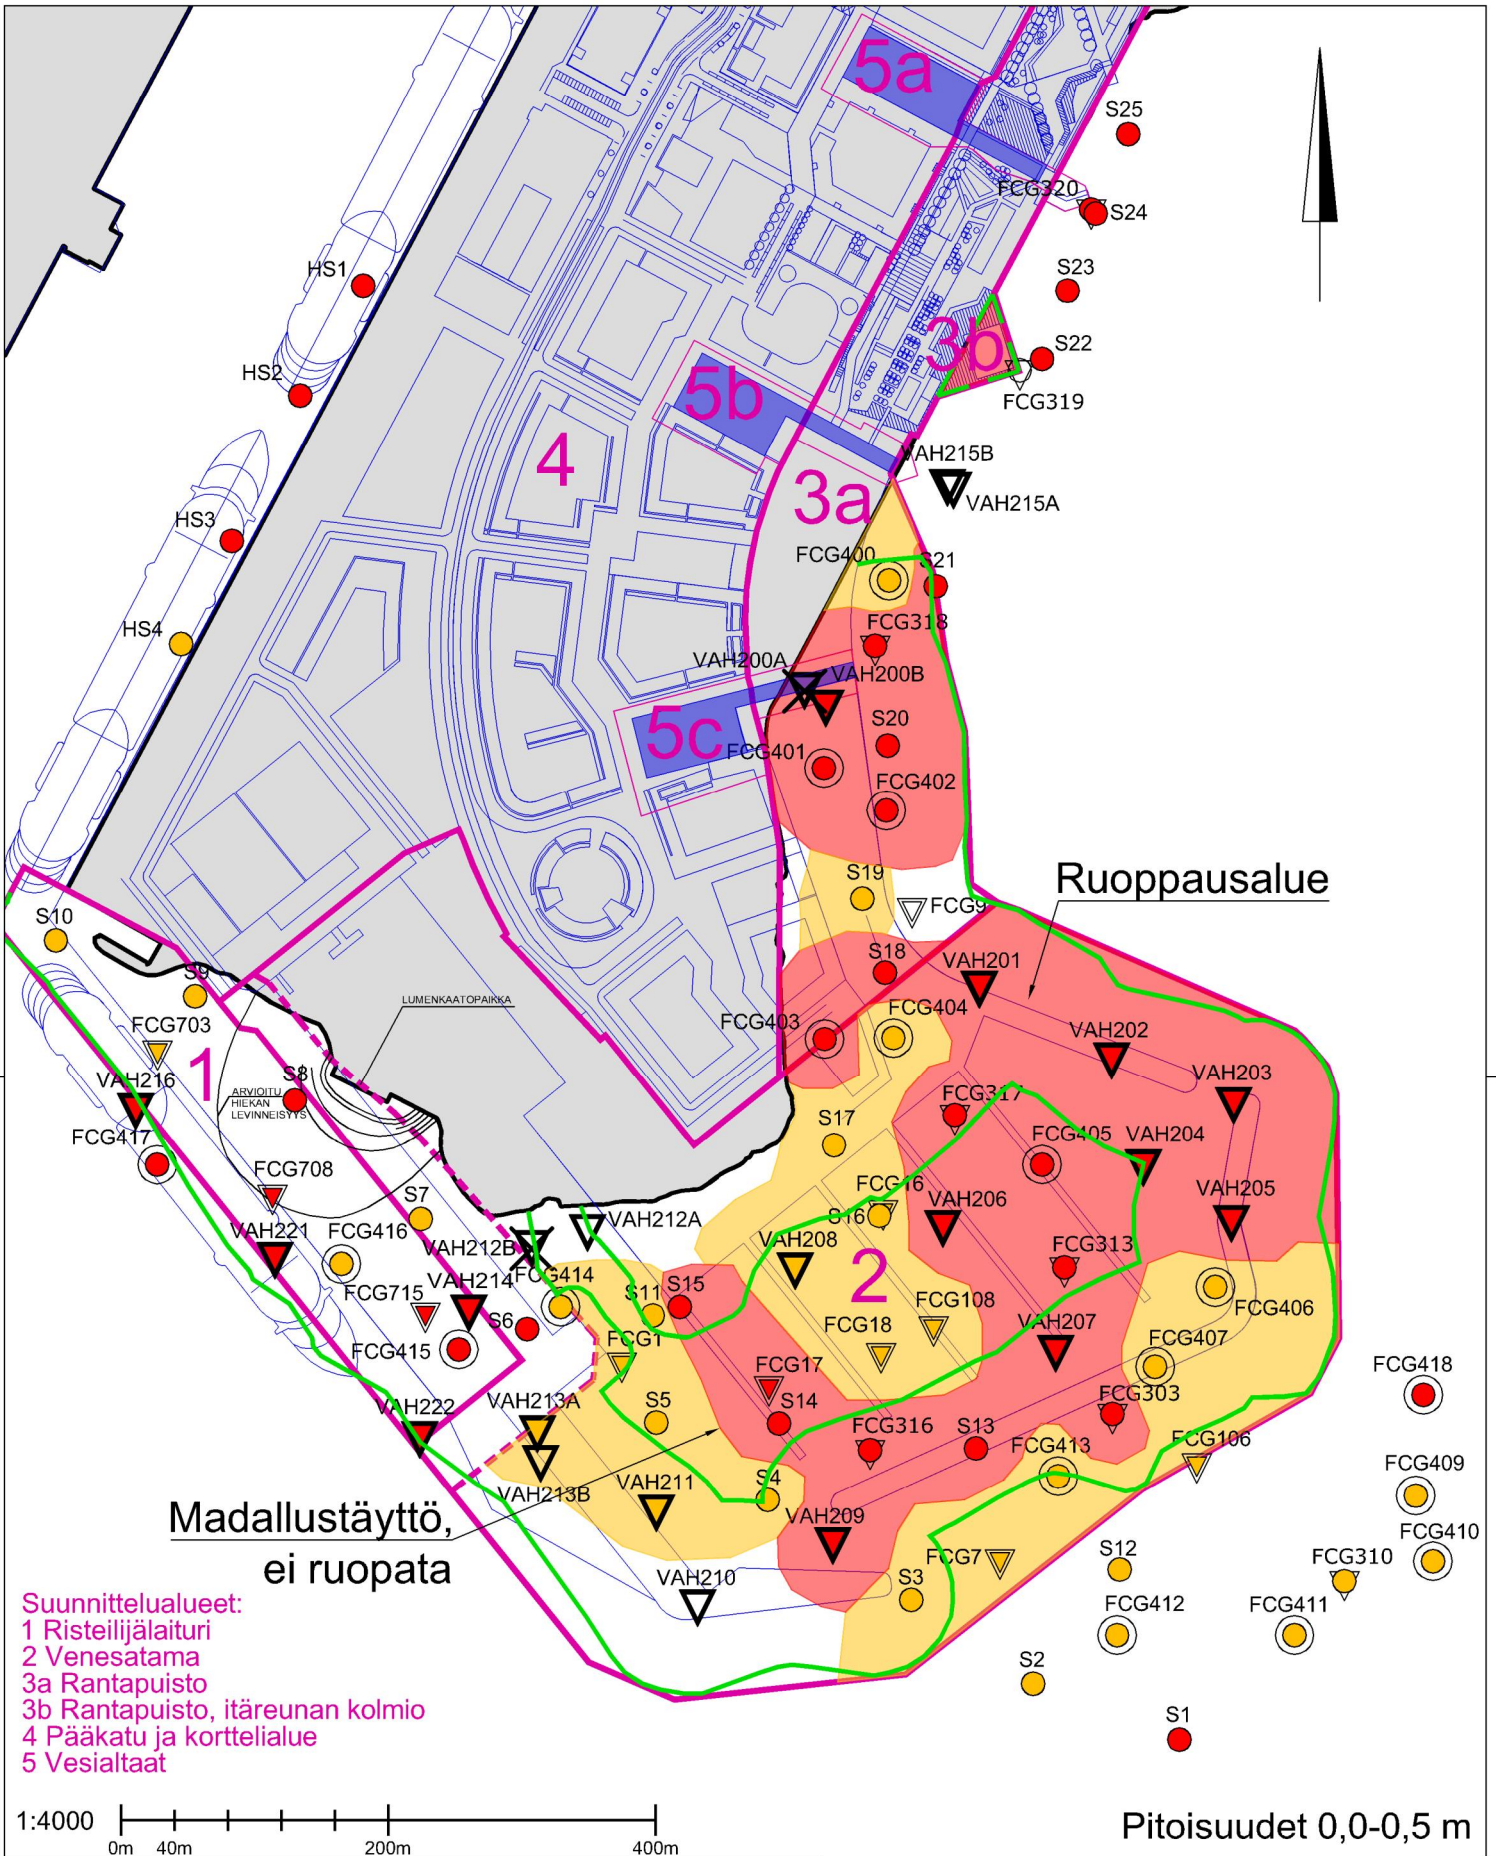 5a
S25
FCG320
S24
HS1
S23
3b
S22
HS2
FCG319
5b
4
VAH215B
3a
VAH215A
HS3
FCG400
S21
HS4
FCG318
VAH200A
VAH200B
5c
S20
FCG401
FCG402
Ruoppausalue
S19
FCG9
S10
S18
VAH201
S9
LUMENKAATOPAIKKA
FCG403
FCG404
FCG703
1
VAH202
VAH216
S8
VAH203
ARVIOITU
HIEKAN
LEVINNEISYYS
FCG317
FCG417
S17
FCG405
VAH204
FCG708
FCG16
S7
S16
VAH206
VAH205
VAH221
FCG416
VAH212B
VAH212A
VAH208
2
FCG313
FCG715
VAH214
FCG414
S11
S15
FCG406
S6
FCG108
FCG415
FCG1
FCG18
VAH207
FCG407
FCG17
FCG418
VAH222
VAH213A
S5
S14
FCG316
S13
FCG303
FCG413
FCG106
VAH213B
VAH211
S4
FCG409
Madallustäyttö,
ei ruopata
VAH209
FCG410
FCG7
S12
FCG310
VAH210
S3
FCG412
FCG411
S2
S1
Suunnittelualueet:
1 Risteilijälaituri
2 Venesatama
3a Rantapuisto
3b Rantapuisto, itäreunan kolmio
4 Pääkatu ja korttelialue
5 Vesialtaat
1:4000
0m 40m 200m 400m
Pitoisuudet 0,0-0,5 m